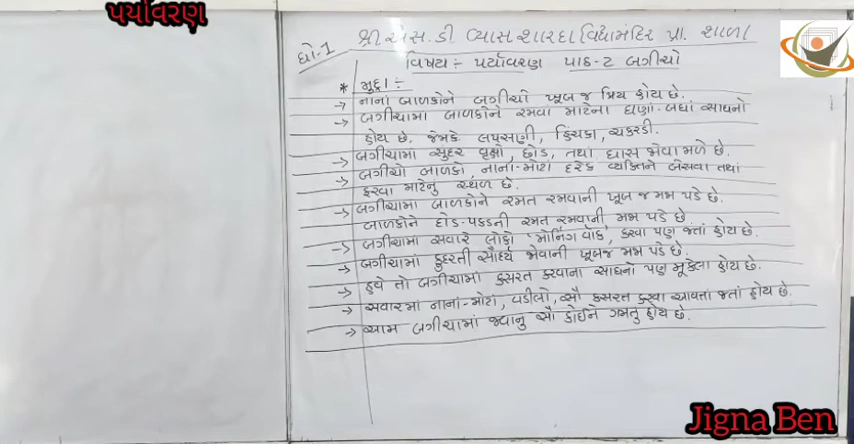 પર્યાવરણ
ધો-1
શ્રી એસ.ડી વ્યાસ શારદા વિદ્યામંદિર પ્રા. શાળા
વિષય ÷ પર્યાવરણ પાઠ-૮ બગીચો
* મુદ્દા ÷
→ નાનાં બાળકોને બગીચો ખૂબ જ પ્રિય હોય છે.
→ બગીચામાં બાળકોને રમવા માટેના ઘણાં-બધાં સાધનો
હોય છે. જેમકે લપસણી, હિંચકા, ચકરડી.
→ બગીચામાં સુંદર વૃક્ષો, છોડ, તથાં ઘાસ જોવા મળે છે.
→ બગીચો બાળકો, નાનાં-મોટાં દરેક વ્યક્તિને બેસવા તથાં
ફરવા માટેનું સ્થળ છે.
→ બગીચામાં બાળકોને રમત રમવાની ખૂબ જ મજા પડે છે.
બાળકોને દોડ-પકડની રમત રમવાની મજા પડે છે.
→ બગીચામાં સવારે લોકો 'મોર્નિંગ વૉક' કરવા પણ જતાં હોય છે.
→ બગીચામાં કુદરતી સૌંદર્ય જોવાની ખૂબજ મજા પડે છે.
→ હવે તો બગીચામાં કસરત કરવાના સાધનો પણ મૂકેલા હોય છે.
→ સવારમાં નાનાં-મોટાં, વડીલો, સૌ કસરત કરવા આવતાં જતાં હોય છે.
→ આમ બગીચામાં જવાનુ સૌ કોઈને ગમતુ હોય છે.
Jigna Ben